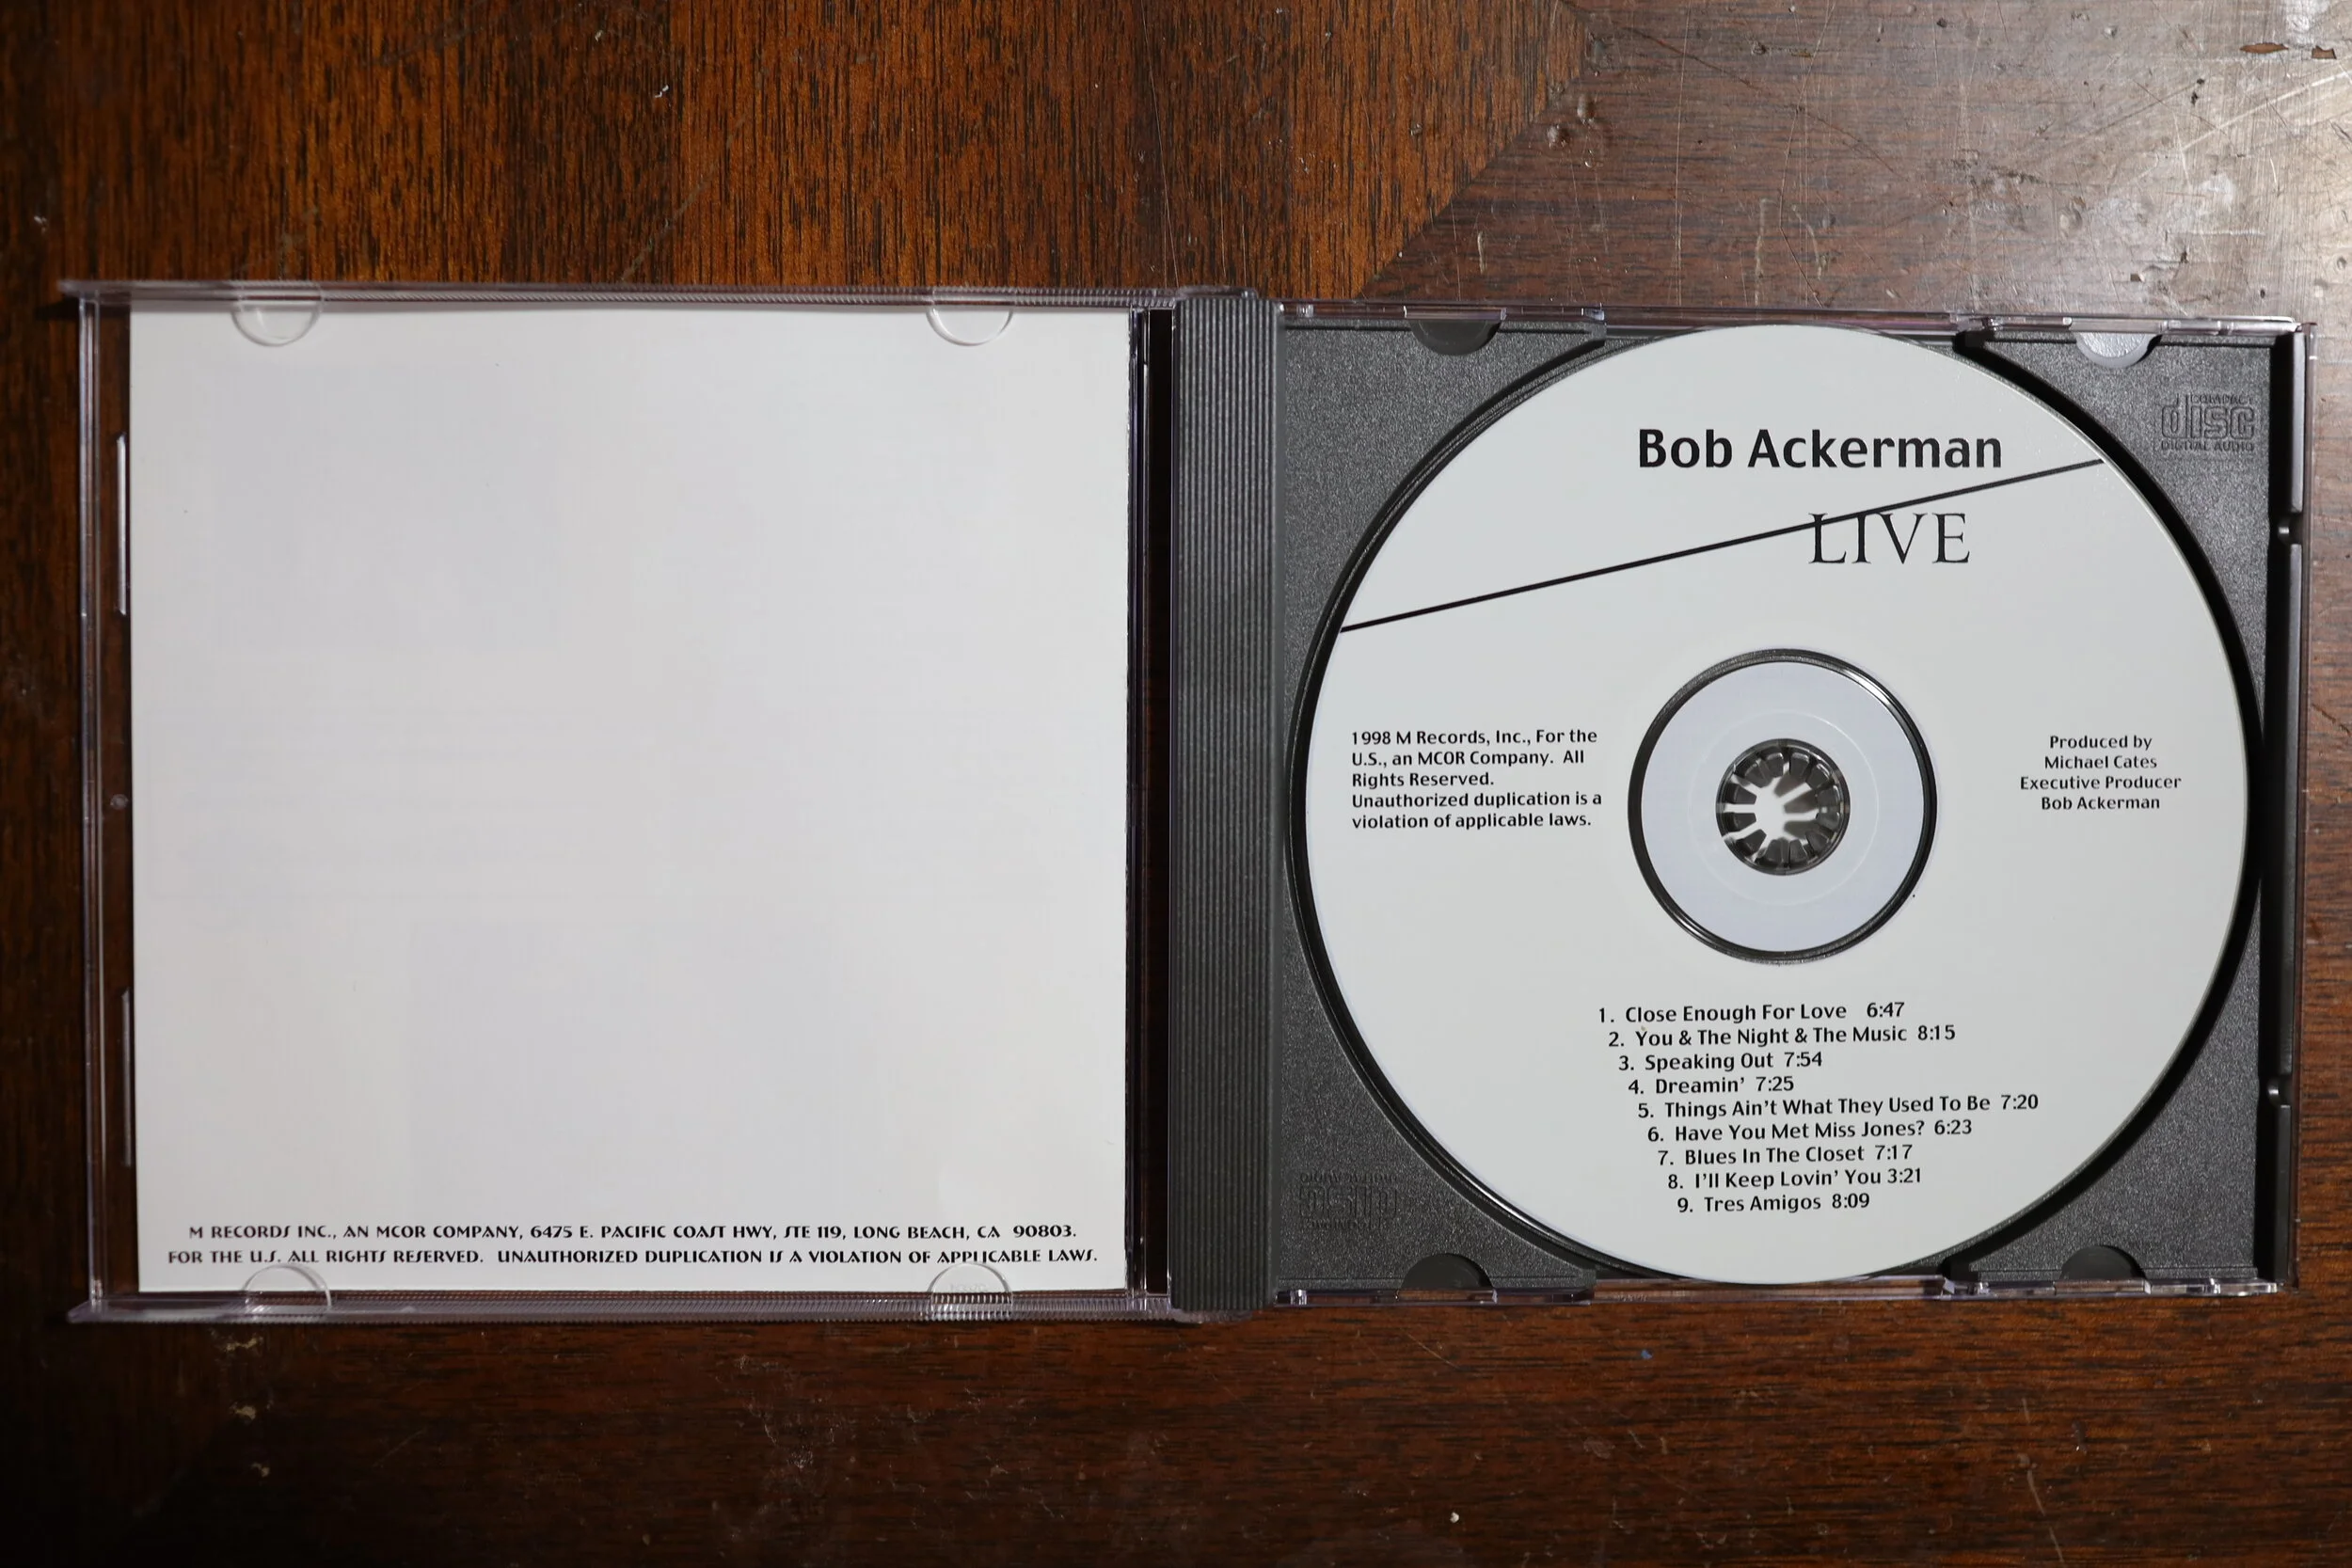 M RECORDS INC., AN MCOR COMPANY, 6475 E. PACIFIC COAST HWY, STE 119, LONG BEACH, CA 90803.
FOR THE U.S. ALL RIGHTS RESERVED. UNAUTHORIZED DUPLICATION IS A VIOLATION OF APPLICABLE LAWS.
Bob Ackerman
LIVE
COMPACT
disc
DIGITAL AUDIO
1998 M Records, Inc., For the
U.S., an MCOR Company. All
Rights Reserved.
Unauthorized duplication is a
violation of applicable laws.
Produced by
Michael Cates
Executive Producer
Bob Ackerman
1. Close Enough For Love 6:47
2. You & The Night & The Music 8:15
3. Speaking Out 7:54
4. Dreamin' 7:25
5. Things Ain't What They Used To Be 7:20
6. Have You Met Miss Jones? 6:23
7. Blues In The Closet 7:17
8. I'll Keep Lovin' You 3:21
9. Tres Amigos 8:09